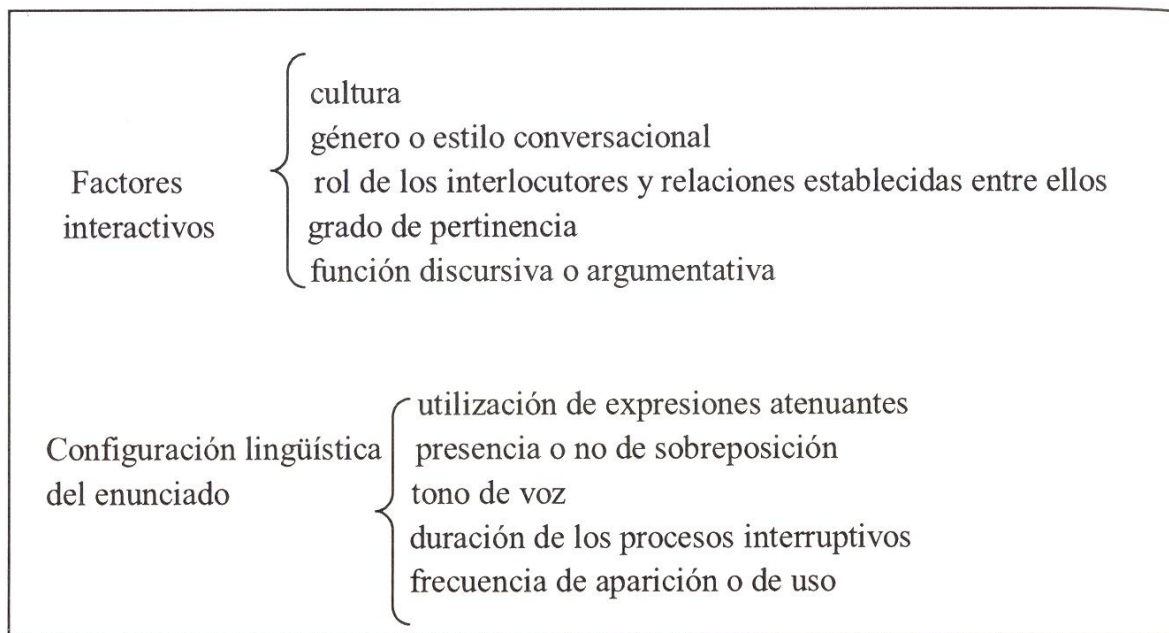 Factores
interactivos
cultura
género o estilo conversacional
rol de los interlocutores y relaciones establecidas entre ellos
grado de pertinencia
función discursiva o argumentativa
Configuración lingüística
del enunciado
utilización de expresiones atenuantes
presencia o no de sobreposición
tono de voz
duración de los procesos interruptivos
frecuencia de aparición o de uso